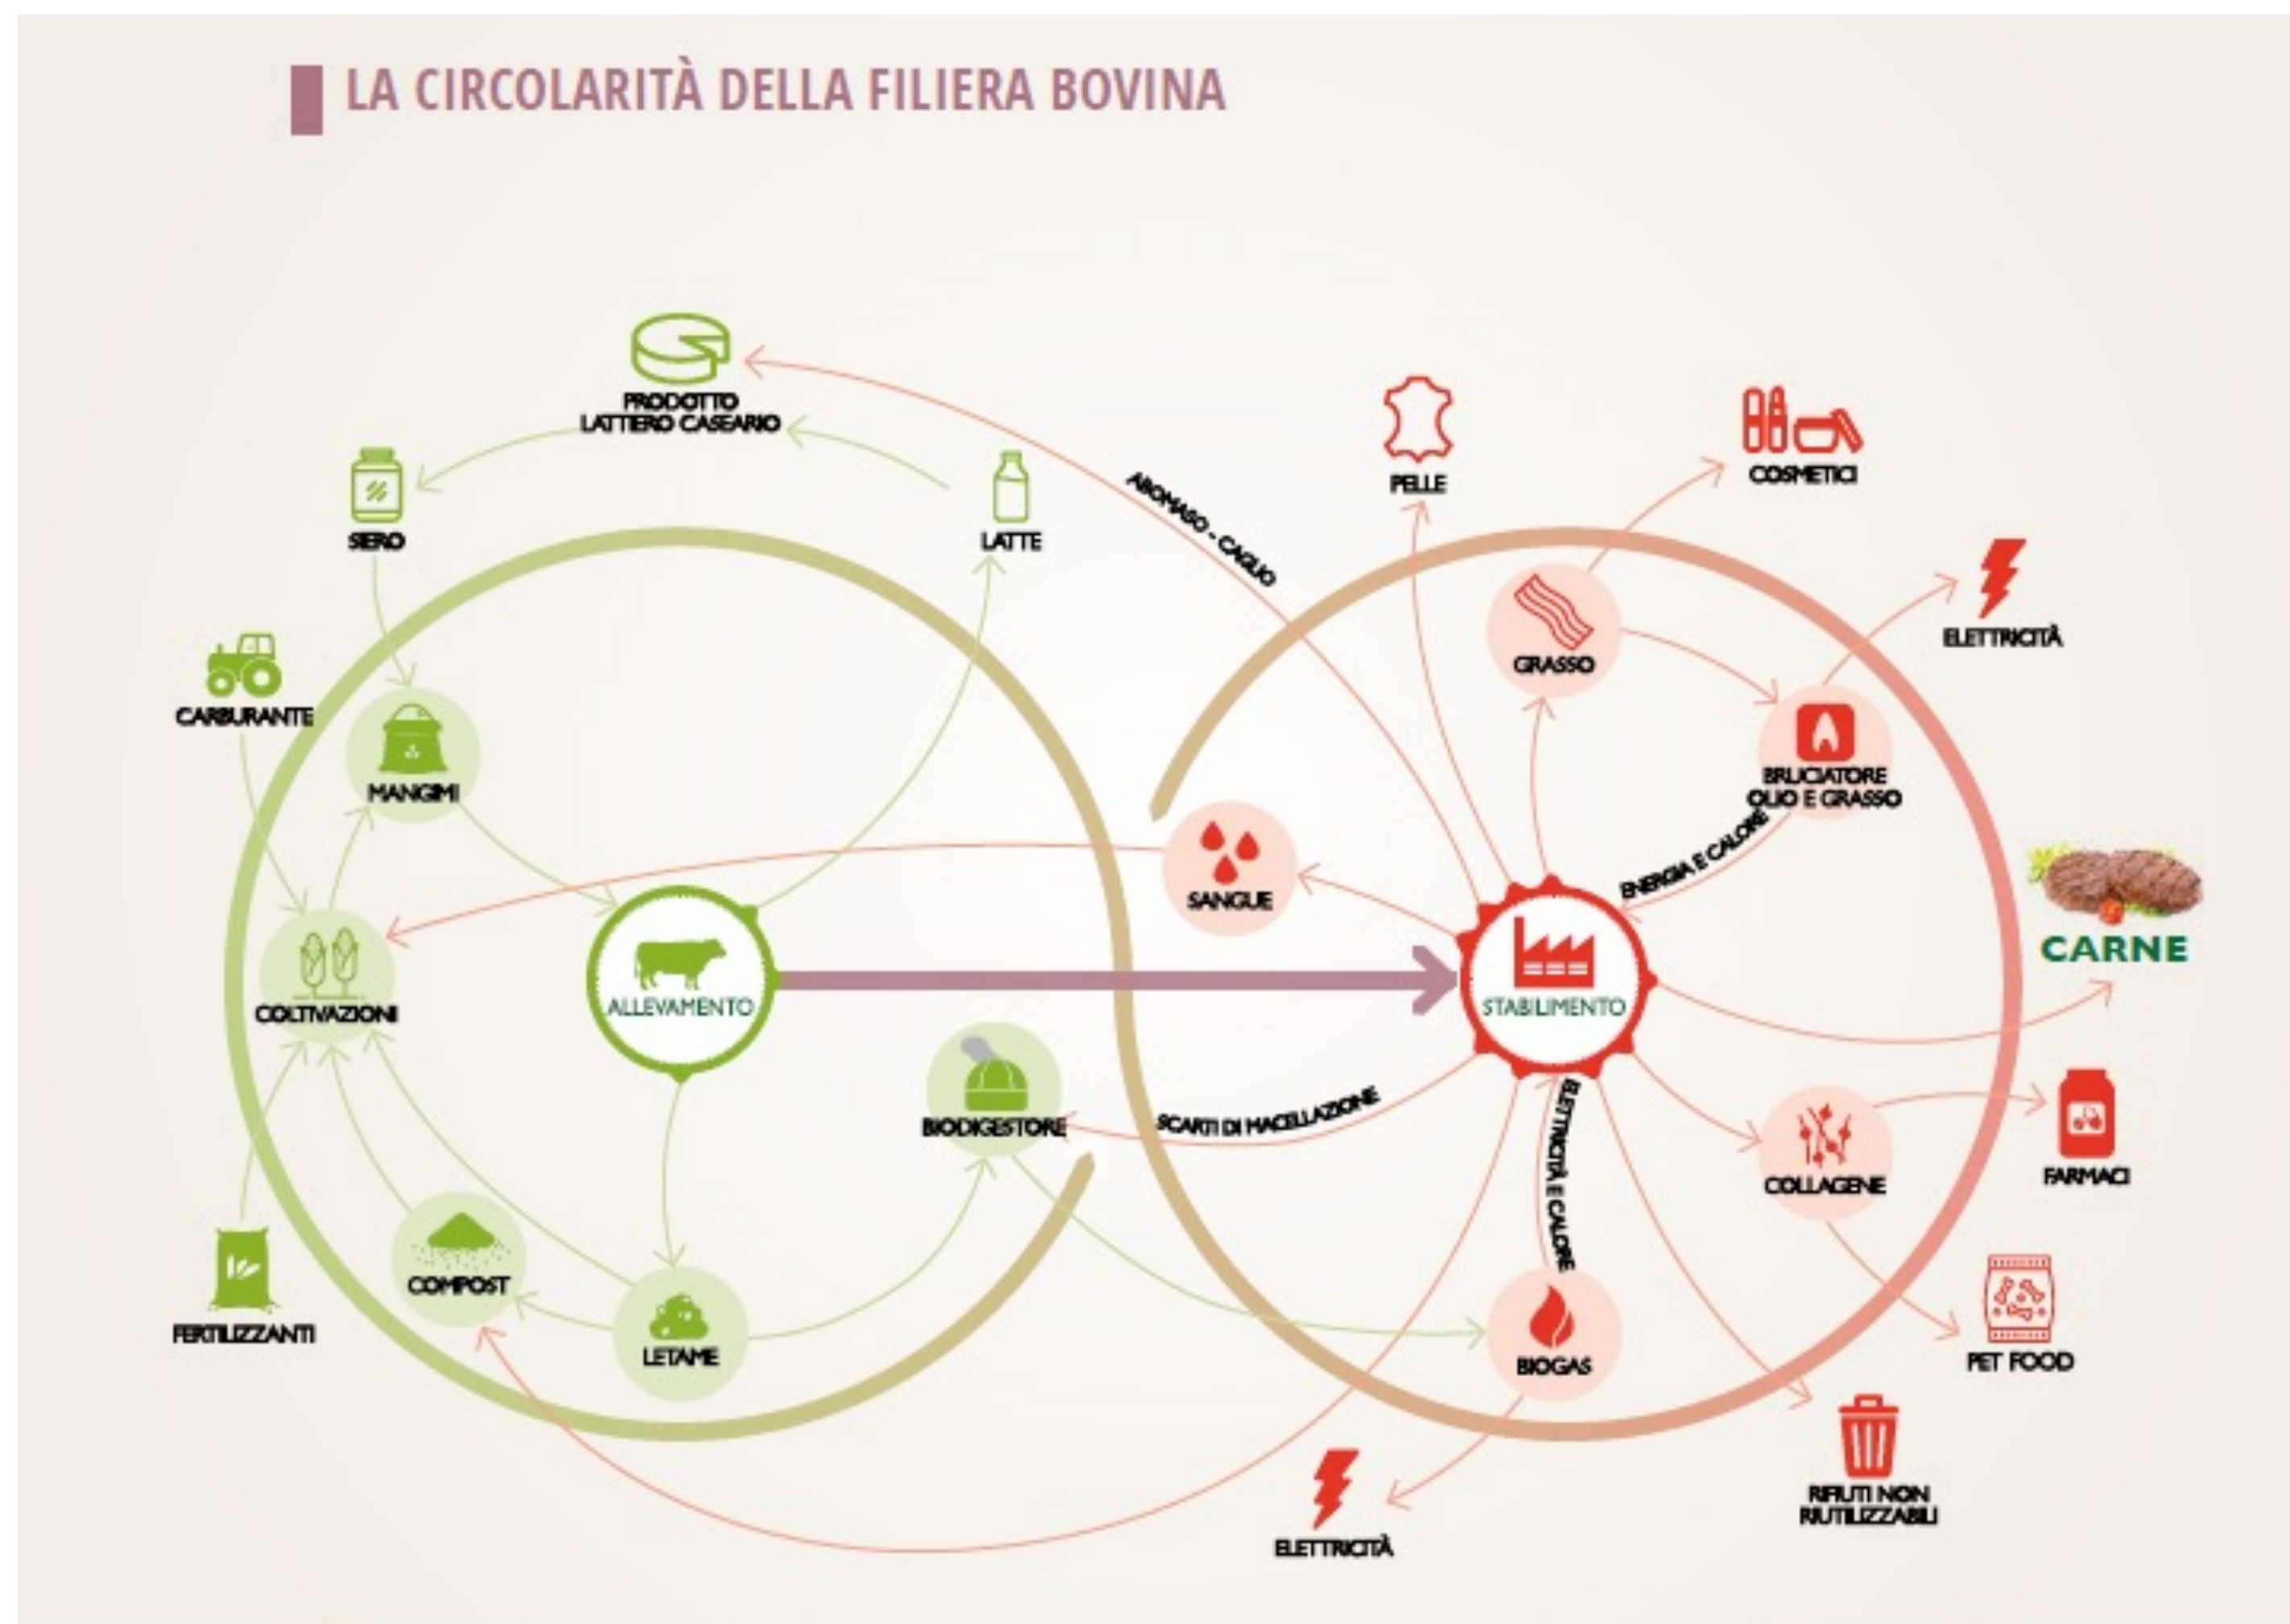 LA CIRCOLARITÀ DELLA FILIERA BOVINA
PRODOTTO
LATTIERO CASEARIO
SIERO
LATTE
ABOMASO - CAGLIO
PELLE
COSMETICI
GRASSO
ELETTRICITÀ
CARBURANTE
MANGIMI
BRUCIATORE
OLIO E GRASSO
ENERGIA E CALORE
SANGUE
CARNE
COLTIVAZIONI
ALLEVAMENTO
STABILIMENTO
BIODIGESTORE
SCARTI DI MACELLAZIONE
ELETTRICITÀ E CALORE
COLLAGENE
FARMACI
COMPOST
FERTILIZZANTI
LETAME
BIOGAS
PET FOOD
RIFIUTI NON
RIUTILIZZABILI
ELETTRICITÀ